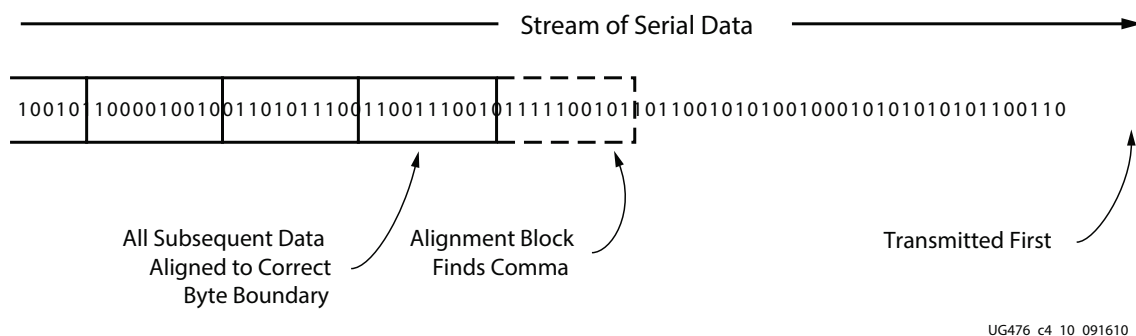 Stream of Serial Data
1001011000010010011010111001100111001011111001011011001010100100010101010101100110
All Subsequent Data
Aligned to Correct
Byte Boundary
Alignment Block
Finds Comma
Transmitted First
UG476_c4_10_091610